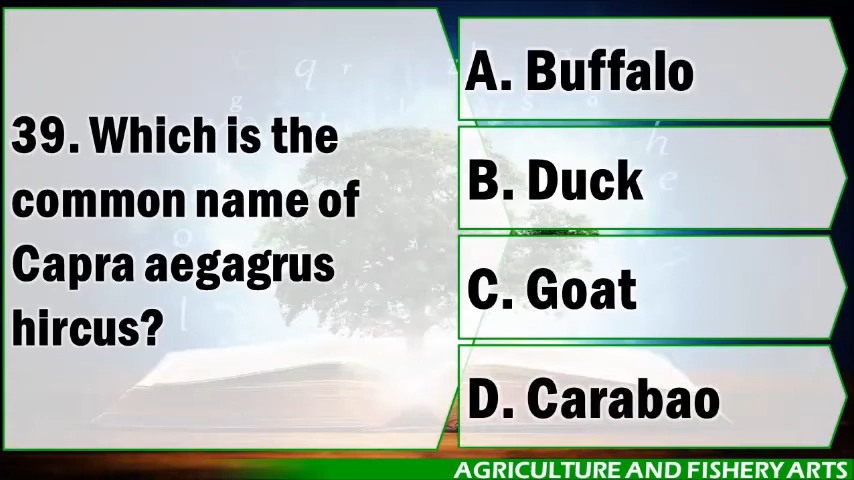 39. Which is the
common name of
Capra aegagrus
hircus?
A. Buffalo
B. Duck
C. Goat
D. Carabao
AGRICULTURE AND FISHERY ARTS